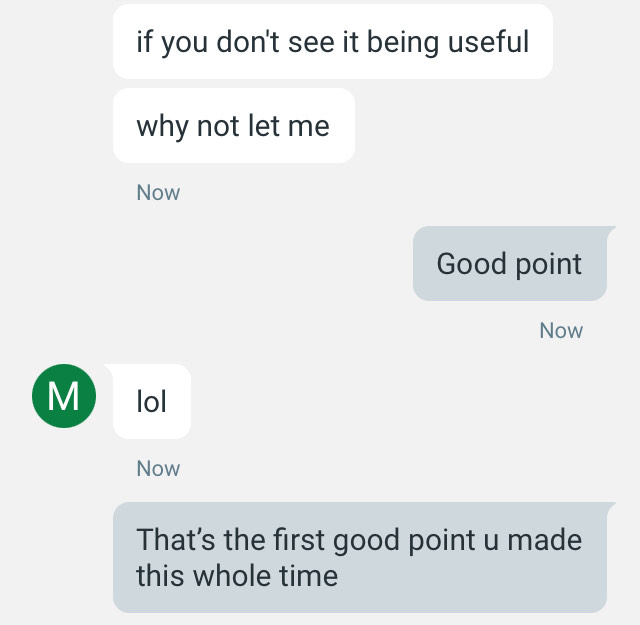 if you don't see it being useful
why not let me
Now
Good point
Now
M
lol
Now
That’s the first good point u made
this whole time